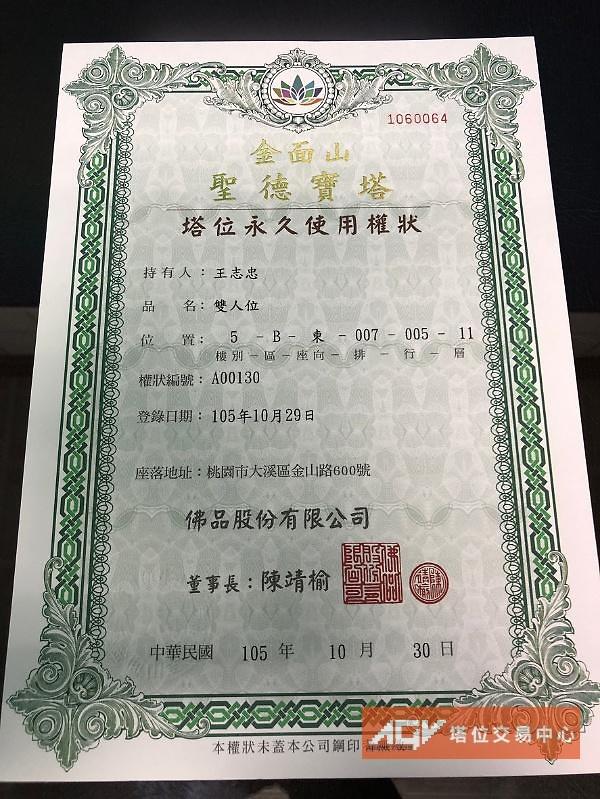 1060064
金面山
聖德寶塔
塔位永久使用權狀
持有人：王志忠
品名：雙人位
位置：5-B-東-007-005-11
樓別-區-座向-排-行-層
權狀編號：A00130
登錄日期：105年10月29日
座落地址：桃園市大溪區金山路600號
佛品股份有限公司
董事長：陳靖榆
中華民國 105 年 10 月 30 日
本權狀未蓋本公司鋼印
塔位交易中心